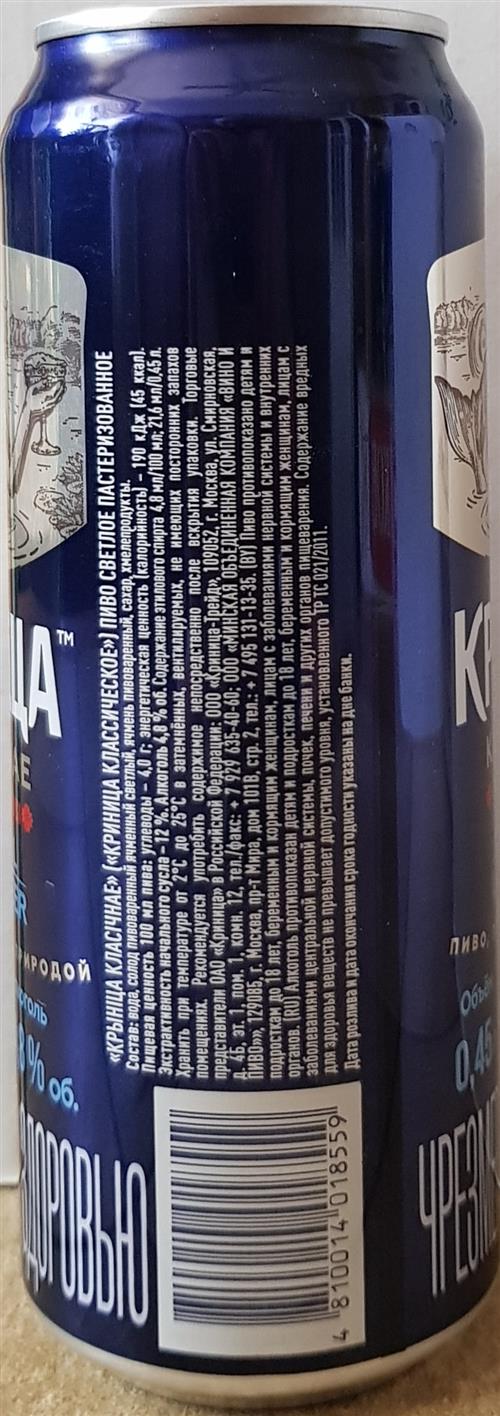 «КРЫНІЦА КЛАСІЧНАЕ» («КРИНИЦА КЛАССИЧЕСКОЕ») ПИВО СВЕТЛОЕ ПАСТЕРИЗОВАННОЕ
Состав: вода, солод пивоваренный ячменный светлый, ячмень пивоваренный, сахар, хмелепродукты.
Пищевая ценность 100 мл пива: углеводы – 4,0 г; энергетическая ценность (калорийность) – 190 кДж (45 ккал).
Экстрактивность начального сусла –12 %. Алкоголь 4,8 % об. Содержание этилового спирта 4,8 мл/100 мл; 21,6 мл/0,45 л.
Хранить при температуре от 2°С до 25°С в затемнённых, вентилируемых, не имеющих посторонних запахов
помещениях. Рекомендуется употребить содержимое непосредственно после вскрытия упаковки. Торговые
представители ОАО «Криница» в Российской Федерации: ООО «Криница-Трейд», 109052, г. Москва, ул. Смирновская,
д. 4Б, эт. 1, пом. 1, комн. 12, тел./факс: + 7 929 635-40-60; ООО «МИНСКАЯ ОБЪЕДИНЕННАЯ КОМПАНИЯ «ВИНО И
ПИВО»», 129085, г. Москва, пр-т Мира, дом 101В, стр. 2, тел.: + 7 495 131-13-35. (BY) Пиво противопоказано детям и
подросткам до 18 лет, беременным и кормящим женщинам, лицам с заболеваниями нервной системы и внутренних
органов. (RU) Алкоголь противопоказан детям и подросткам до 18 лет, беременным и кормящим женщинам, лицам с
заболеваниями центральной нервной системы, почек, печени и других органов пищеварения. Содержание вредных
для здоровья веществ не превышает допустимого уровня, установленного ТР ТС 021/2011.
Дата розлива и дата окончания срока годности указаны на дне банки.
4 810014 018559
ЦА™
АЕ
ER
природой
оголь
8% об.
ЗДОРОВЬЮ
КР
пиво,
Объём
0,45
ЧРЕЗМ